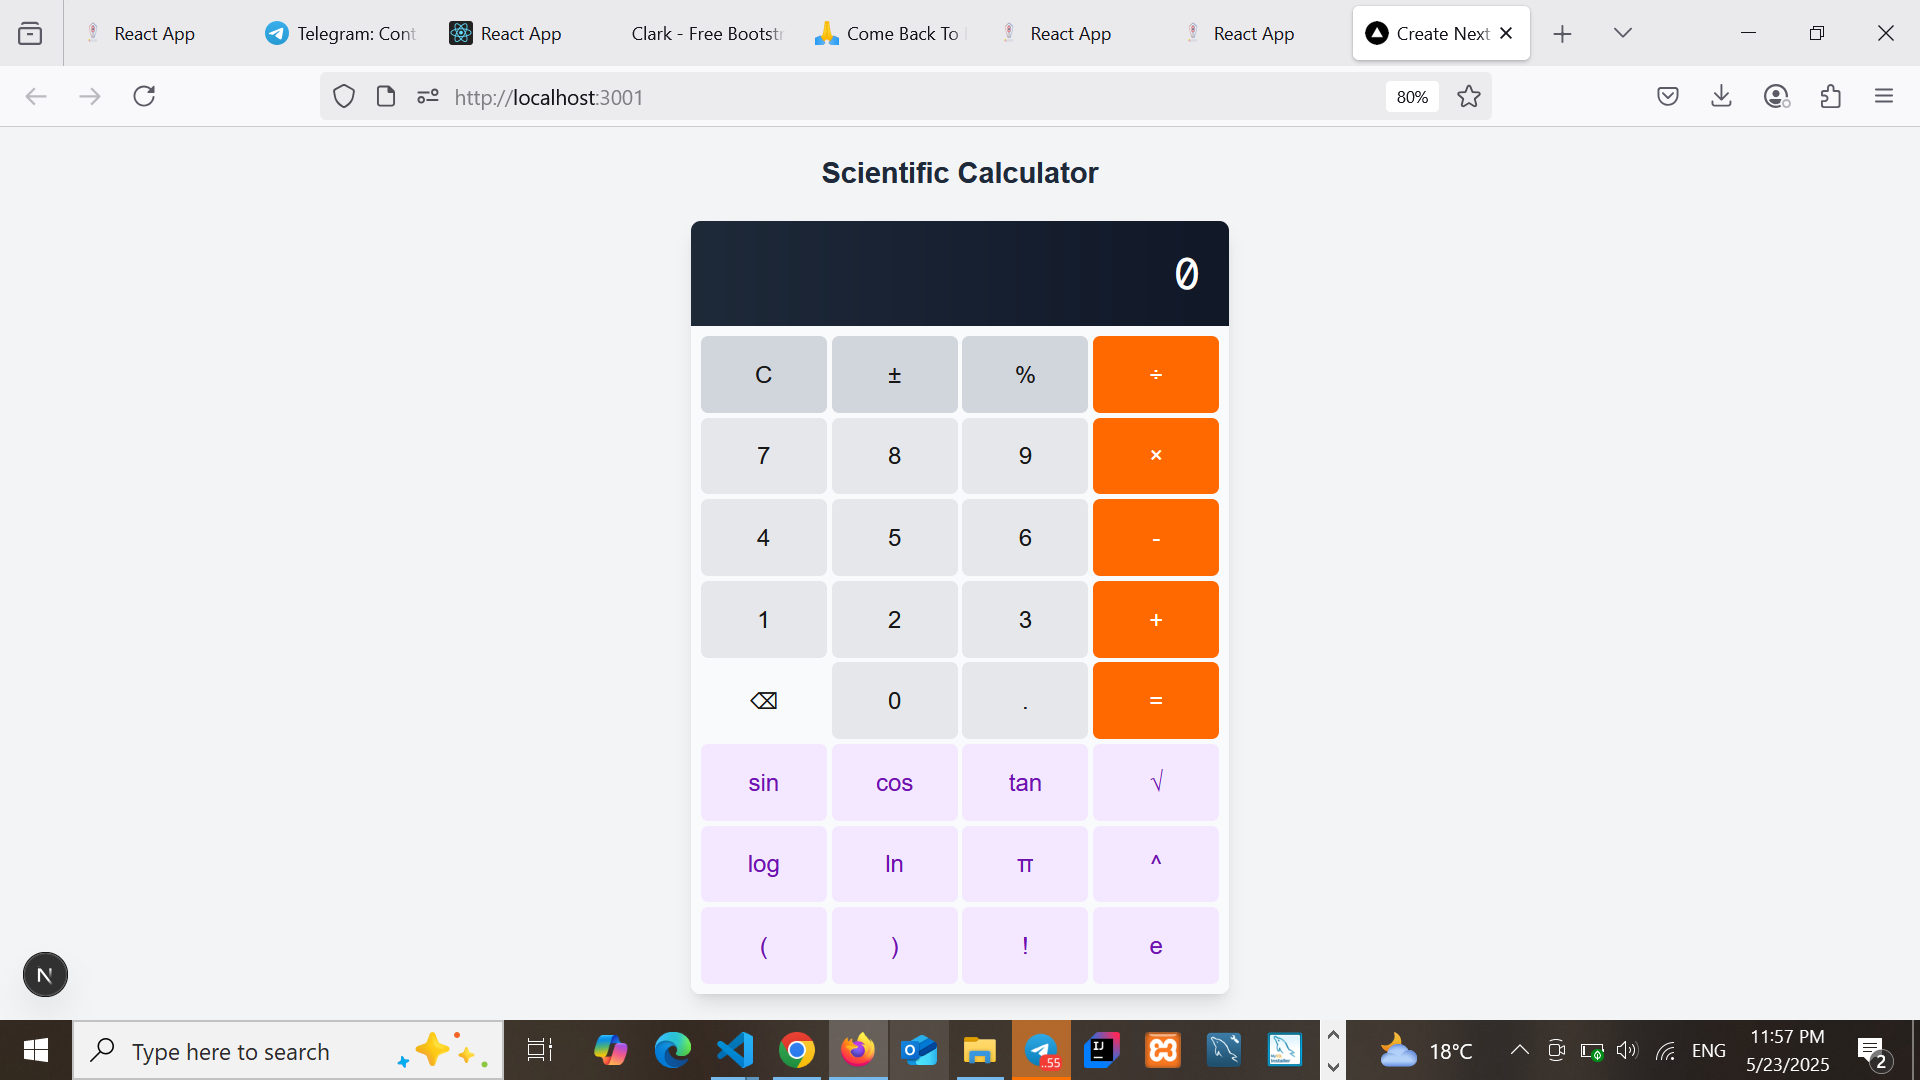 React App
Telegram: Cont
React App
Clark - Free Bootst
Come Back To
React App
React App
Create Next
http://localhost:3001
80%
Scientific Calculator
0
C ± % ÷
7 8 9 ×
4 5 6 -
1 2 3 +
⌫ 0 . =
sin cos tan √
log ln π ^
( ) ! e
N
Type here to search
..55
IJ
18°C
ENG
11:57 PM
5/23/2025
2